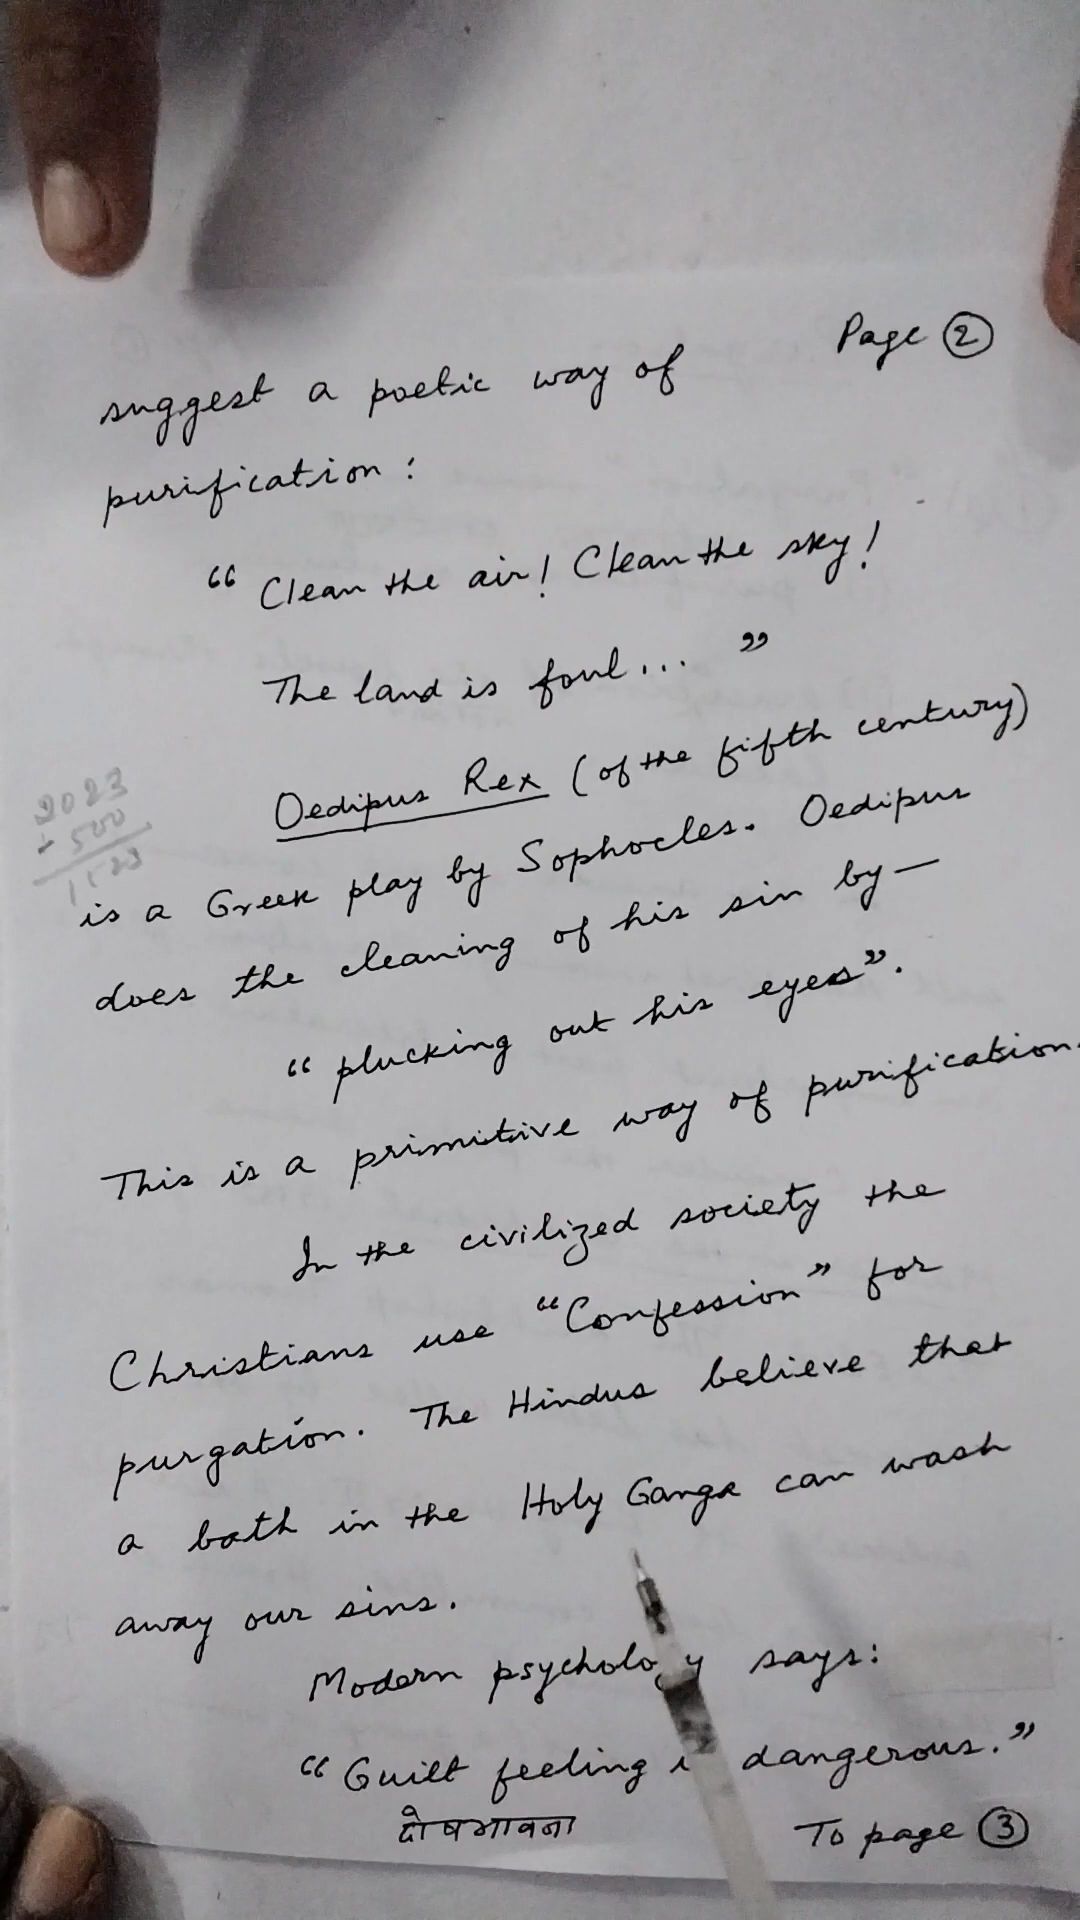 Page ②
suggest a poetic way of
purification :
"Clean the air! Clean the sky!
The land is foul... "
Oedipus Rex (of the fifth century)
2023
- 500
1523
is a Greek play by Sophocles. Oedipus
does the cleaning of his sin by —
"plucking out his eyes".
This is a primitive way of purification.
In the civilized society the
Christians use "Confession" for
purgation. The Hindus believe that
a bath in the Holy Ganga can wash
away our sins.
Modern psychology says:
"Guilt feeling is dangerous."
दोषभावना
To page ③